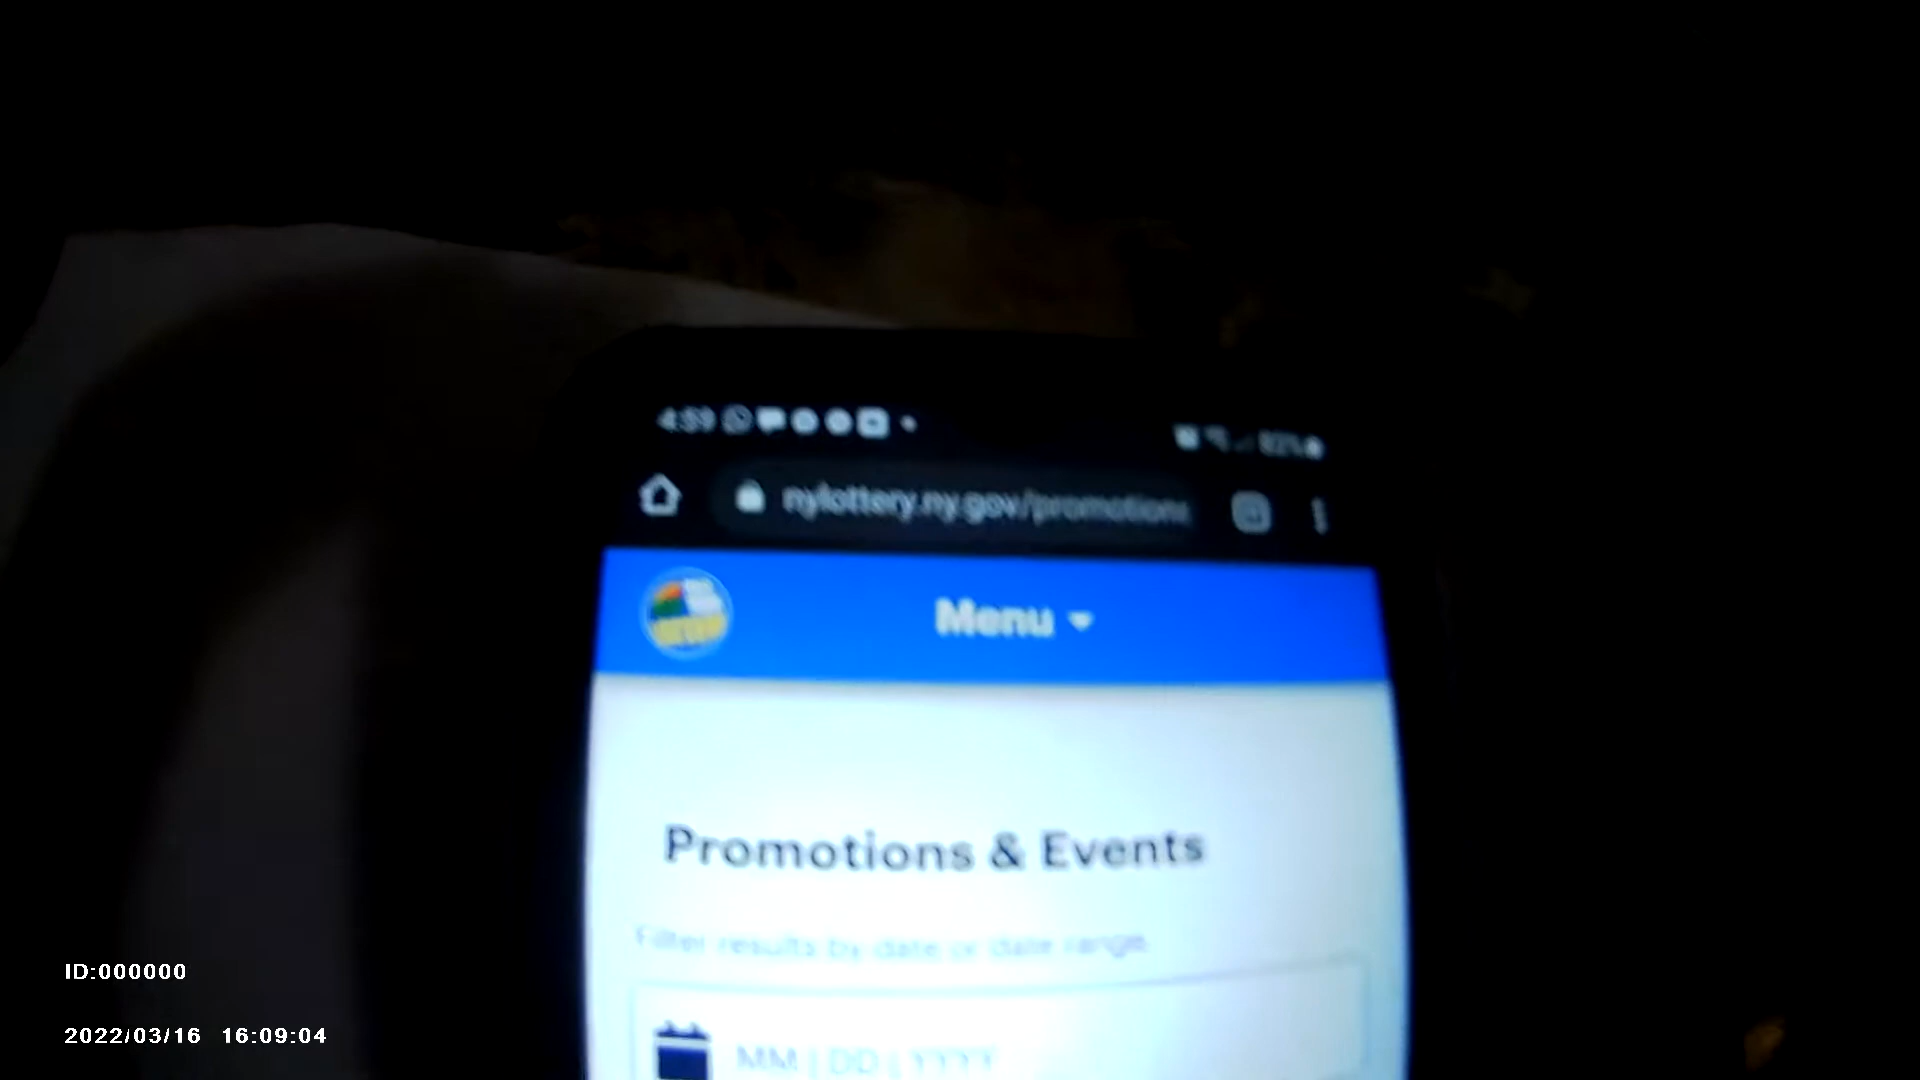 4:59
nylottery.ny.gov/promotions
Menu
Promotions & Events
Filter results by date or date range.
MM | DD | YYYY
ID:000000
2022/03/16 16:09:04